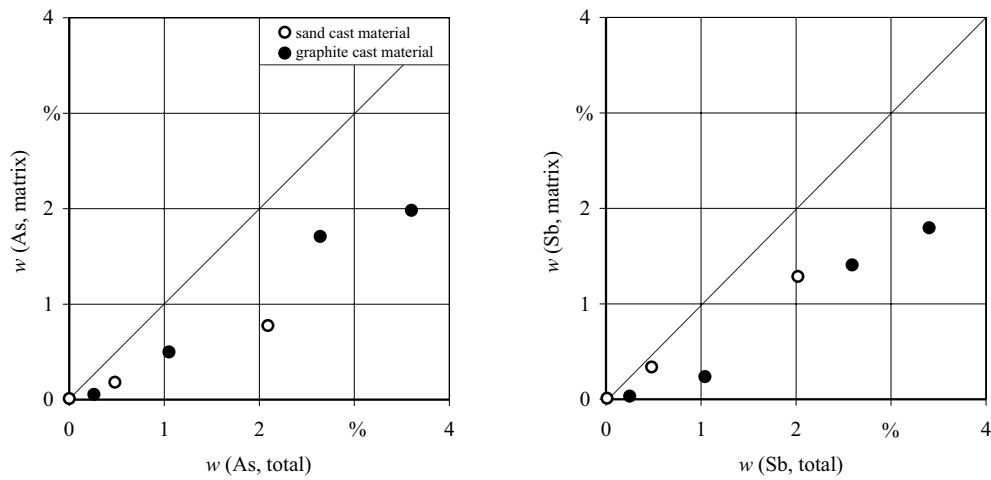 4
sand cast material
graphite cast material
%
2
1
0
w (As, matrix)
0 1 2 % 4
w (As, total)
4
%
2
1
0
w (Sb, matrix)
0 1 2 % 4
w (Sb, total)